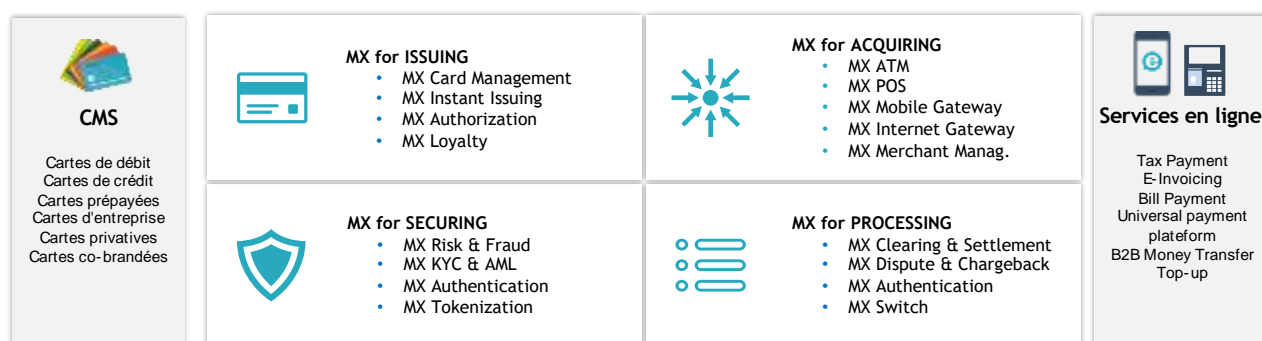 CMS
Cartes de débit
Cartes de crédit
Cartes prépayées
Cartes d'entreprise
Cartes privatives
Cartes co-brandées
MX for ISSUING
• MX Card Management
• MX Instant Issuing
• MX Authorization
• MX Loyalty
MX for ACQUIRING
• MX ATM
• MX POS
• MX Mobile Gateway
• MX Internet Gateway
• MX Merchant Manag.
MX for SECURING
• MX Risk & Fraud
• MX KYC & AML
• MX Authentication
• MX Tokenization
MX for PROCESSING
• MX Clearing & Settlement
• MX Dispute & Chargeback
• MX Authentication
• MX Switch
Services en ligne
Tax Payment
E-Invoicing
Bill Payment
Universal payment
plateform
B2B Money Transfer
Top-up